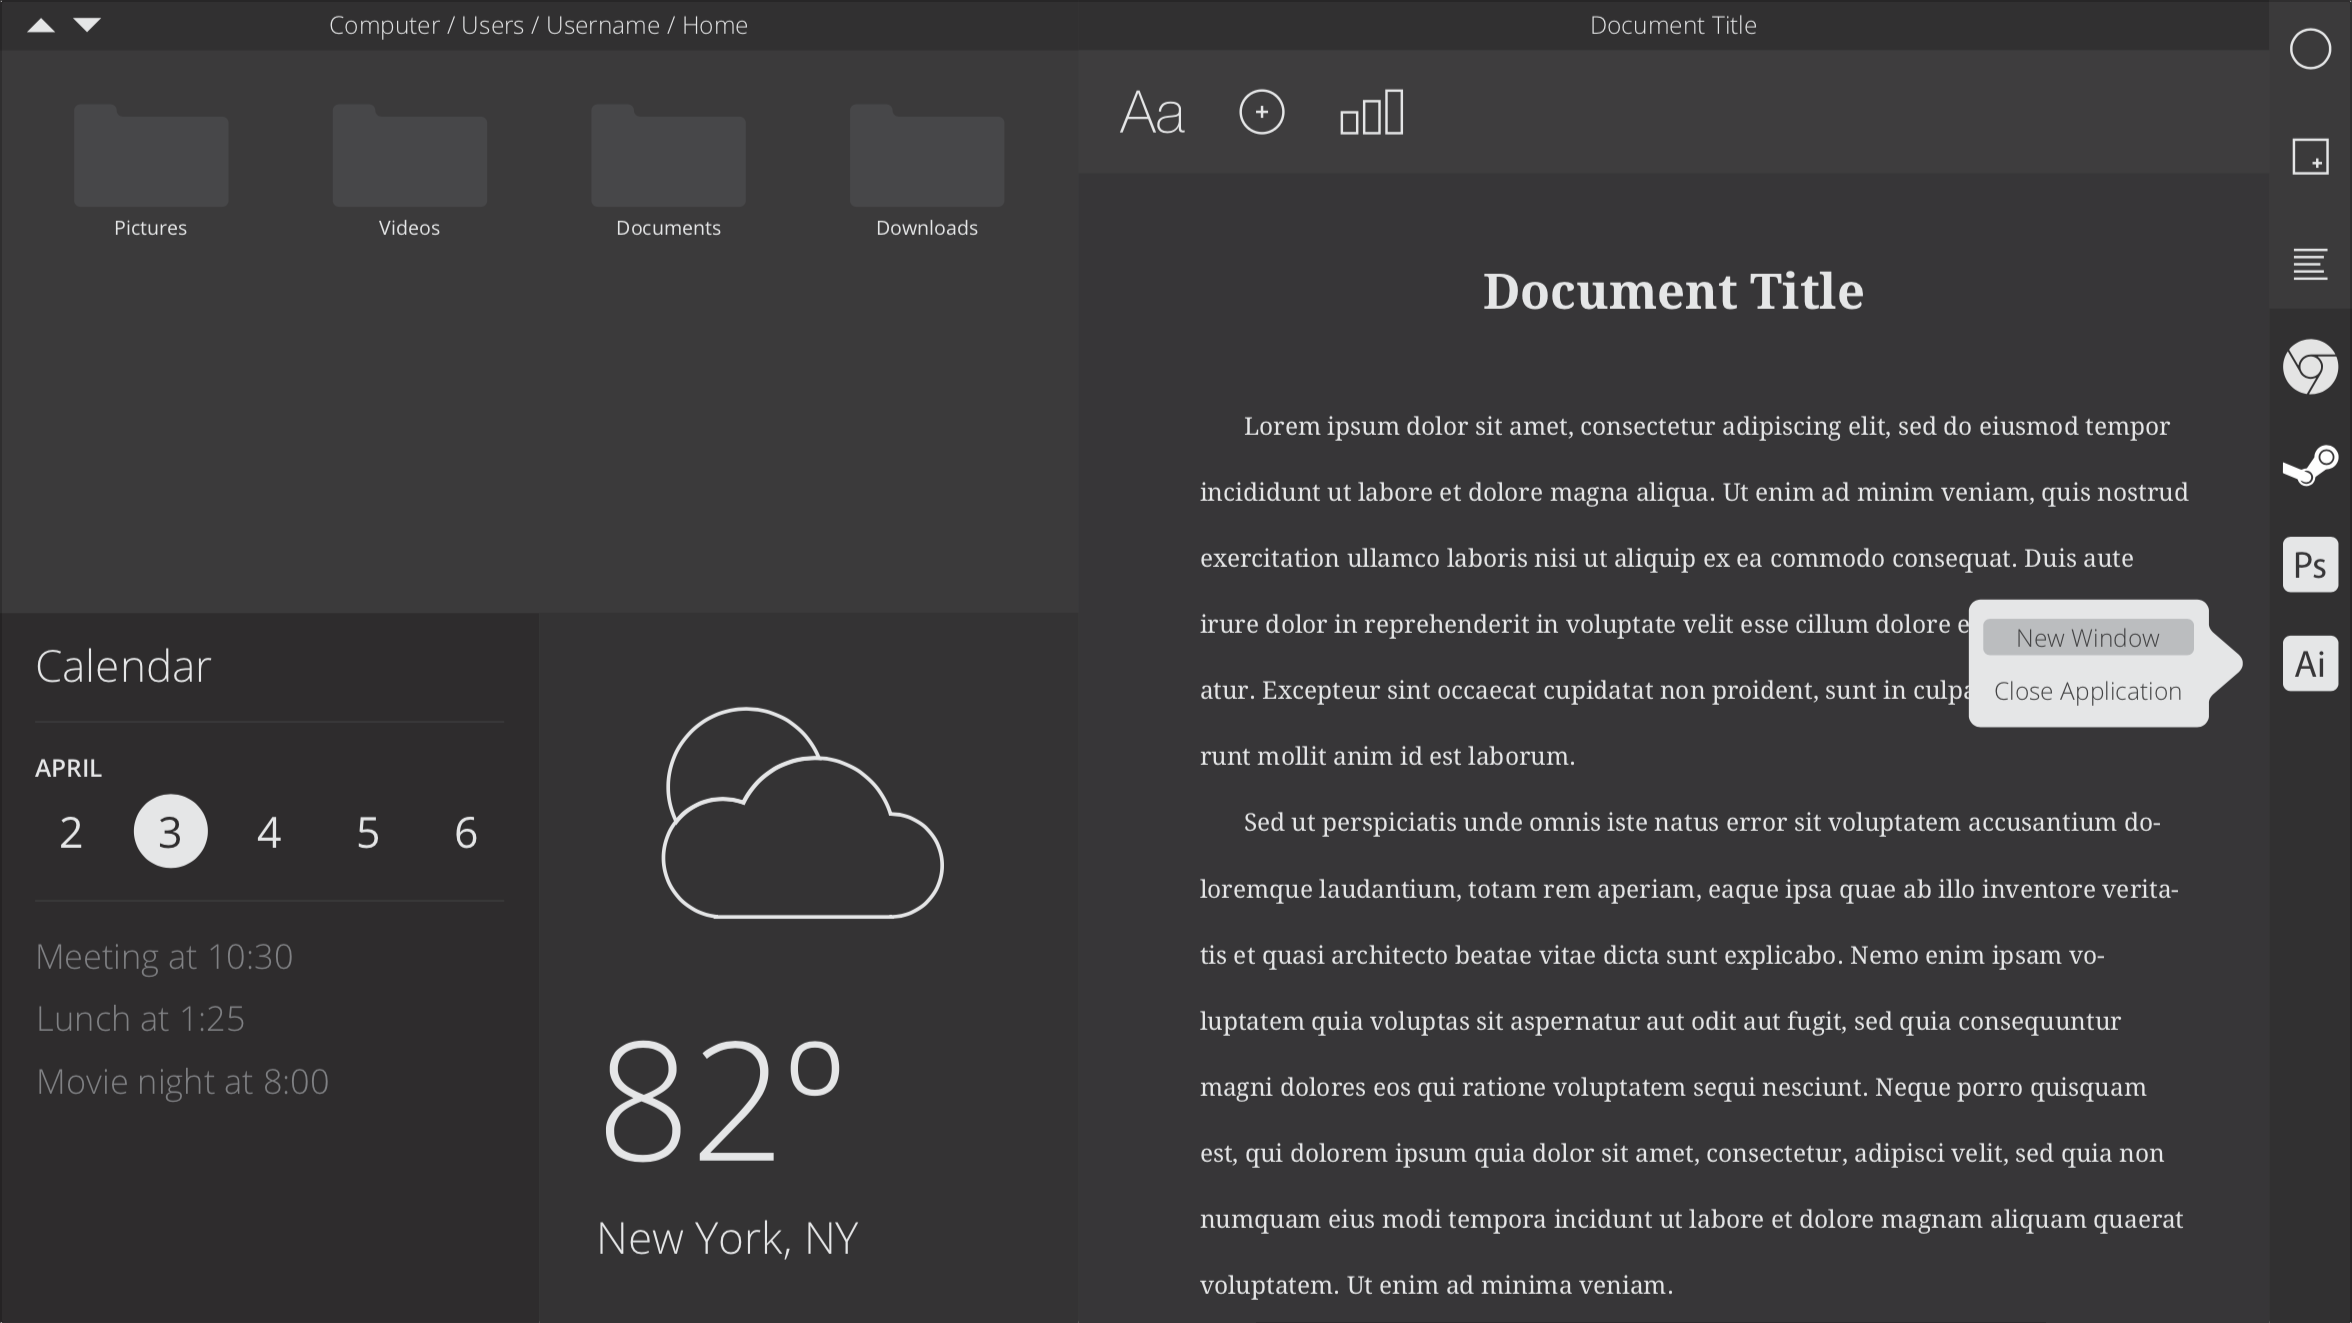 Computer / Users / Username / Home
Pictures
Videos
Documents
Downloads
Calendar
APRIL
2 3 4 5 6
Meeting at 10:30
Lunch at 1:25
Movie night at 8:00
82º
New York, NY
Document Title
Aa
Document Title
Lorem ipsum dolor sit amet, consectetur adipiscing elit, sed do eiusmod tempor
incididunt ut labore et dolore magna aliqua. Ut enim ad minim veniam, quis nostrud
exercitation ullamco laboris nisi ut aliquip ex ea commodo consequat. Duis aute
irure dolor in reprehenderit in voluptate velit esse cillum dolore e
atur. Excepteur sint occaecat cupidatat non proident, sunt in culpa
runt mollit anim id est laborum.
Sed ut perspiciatis unde omnis iste natus error sit voluptatem accusantium do-
loremque laudantium, totam rem aperiam, eaque ipsa quae ab illo inventore verita-
tis et quasi architecto beatae vitae dicta sunt explicabo. Nemo enim ipsam vo-
luptatem quia voluptas sit aspernatur aut odit aut fugit, sed quia consequuntur
magni dolores eos qui ratione voluptatem sequi nesciunt. Neque porro quisquam
est, qui dolorem ipsum quia dolor sit amet, consectetur, adipisci velit, sed quia non
numquam eius modi tempora incidunt ut labore et dolore magnam aliquam quaerat
voluptatem. Ut enim ad minima veniam.
New Window
Close Application
Ps
Ai